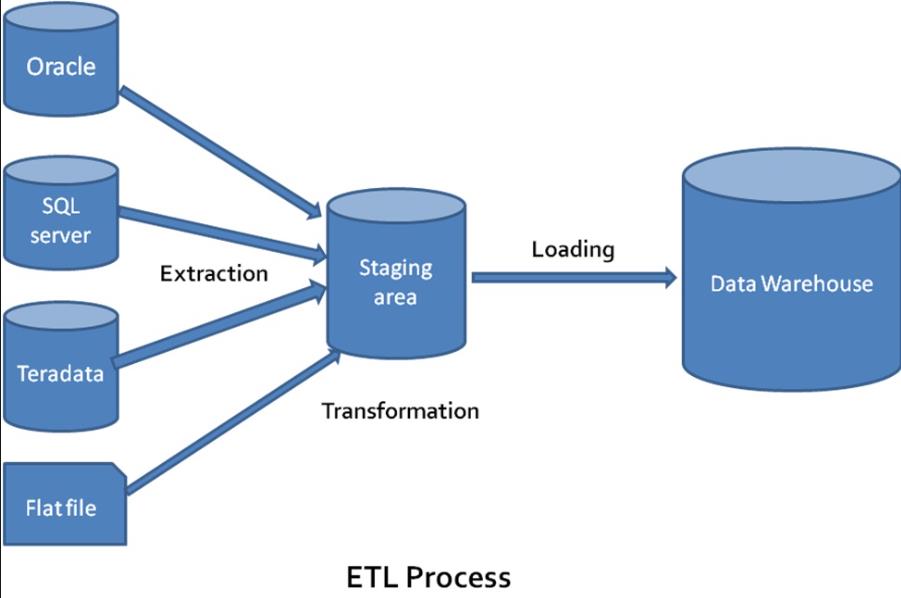 Oracle
SQL
server
Extraction
Teradata
Flat file
Staging
area
Transformation
Loading
Data Warehouse
ETL Process